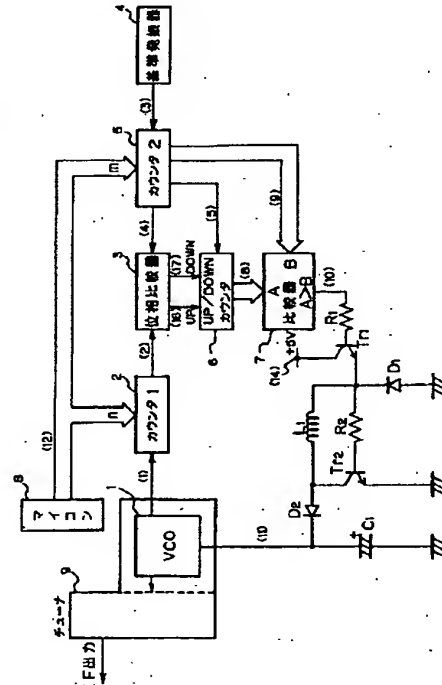 4
基準発振器
(3)
5
カウンタ 2
m
(4)
(5)
(9)
3
位相比較器
(16)
UP
(17)
DOWN
UP/DOWN
カウンタ
6
(8)
A
B
比較器
A>B
7
(10)
+5V
(14)
R1
Tr1
2
カウンタ 1
n
(2)
(1)
(12)
8
マイコン
1
VCO
9
チューナ
F出力
(11)
L1
R2
Tr2
D1
D2
+
C1